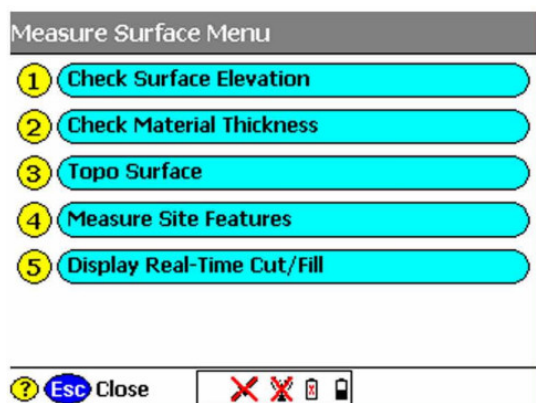 Measure Surface Menu
1 Check Surface Elevation
2 Check Material Thickness
3 Topo Surface
4 Measure Site Features
5 Display Real-Time Cut/Fill
? Esc Close